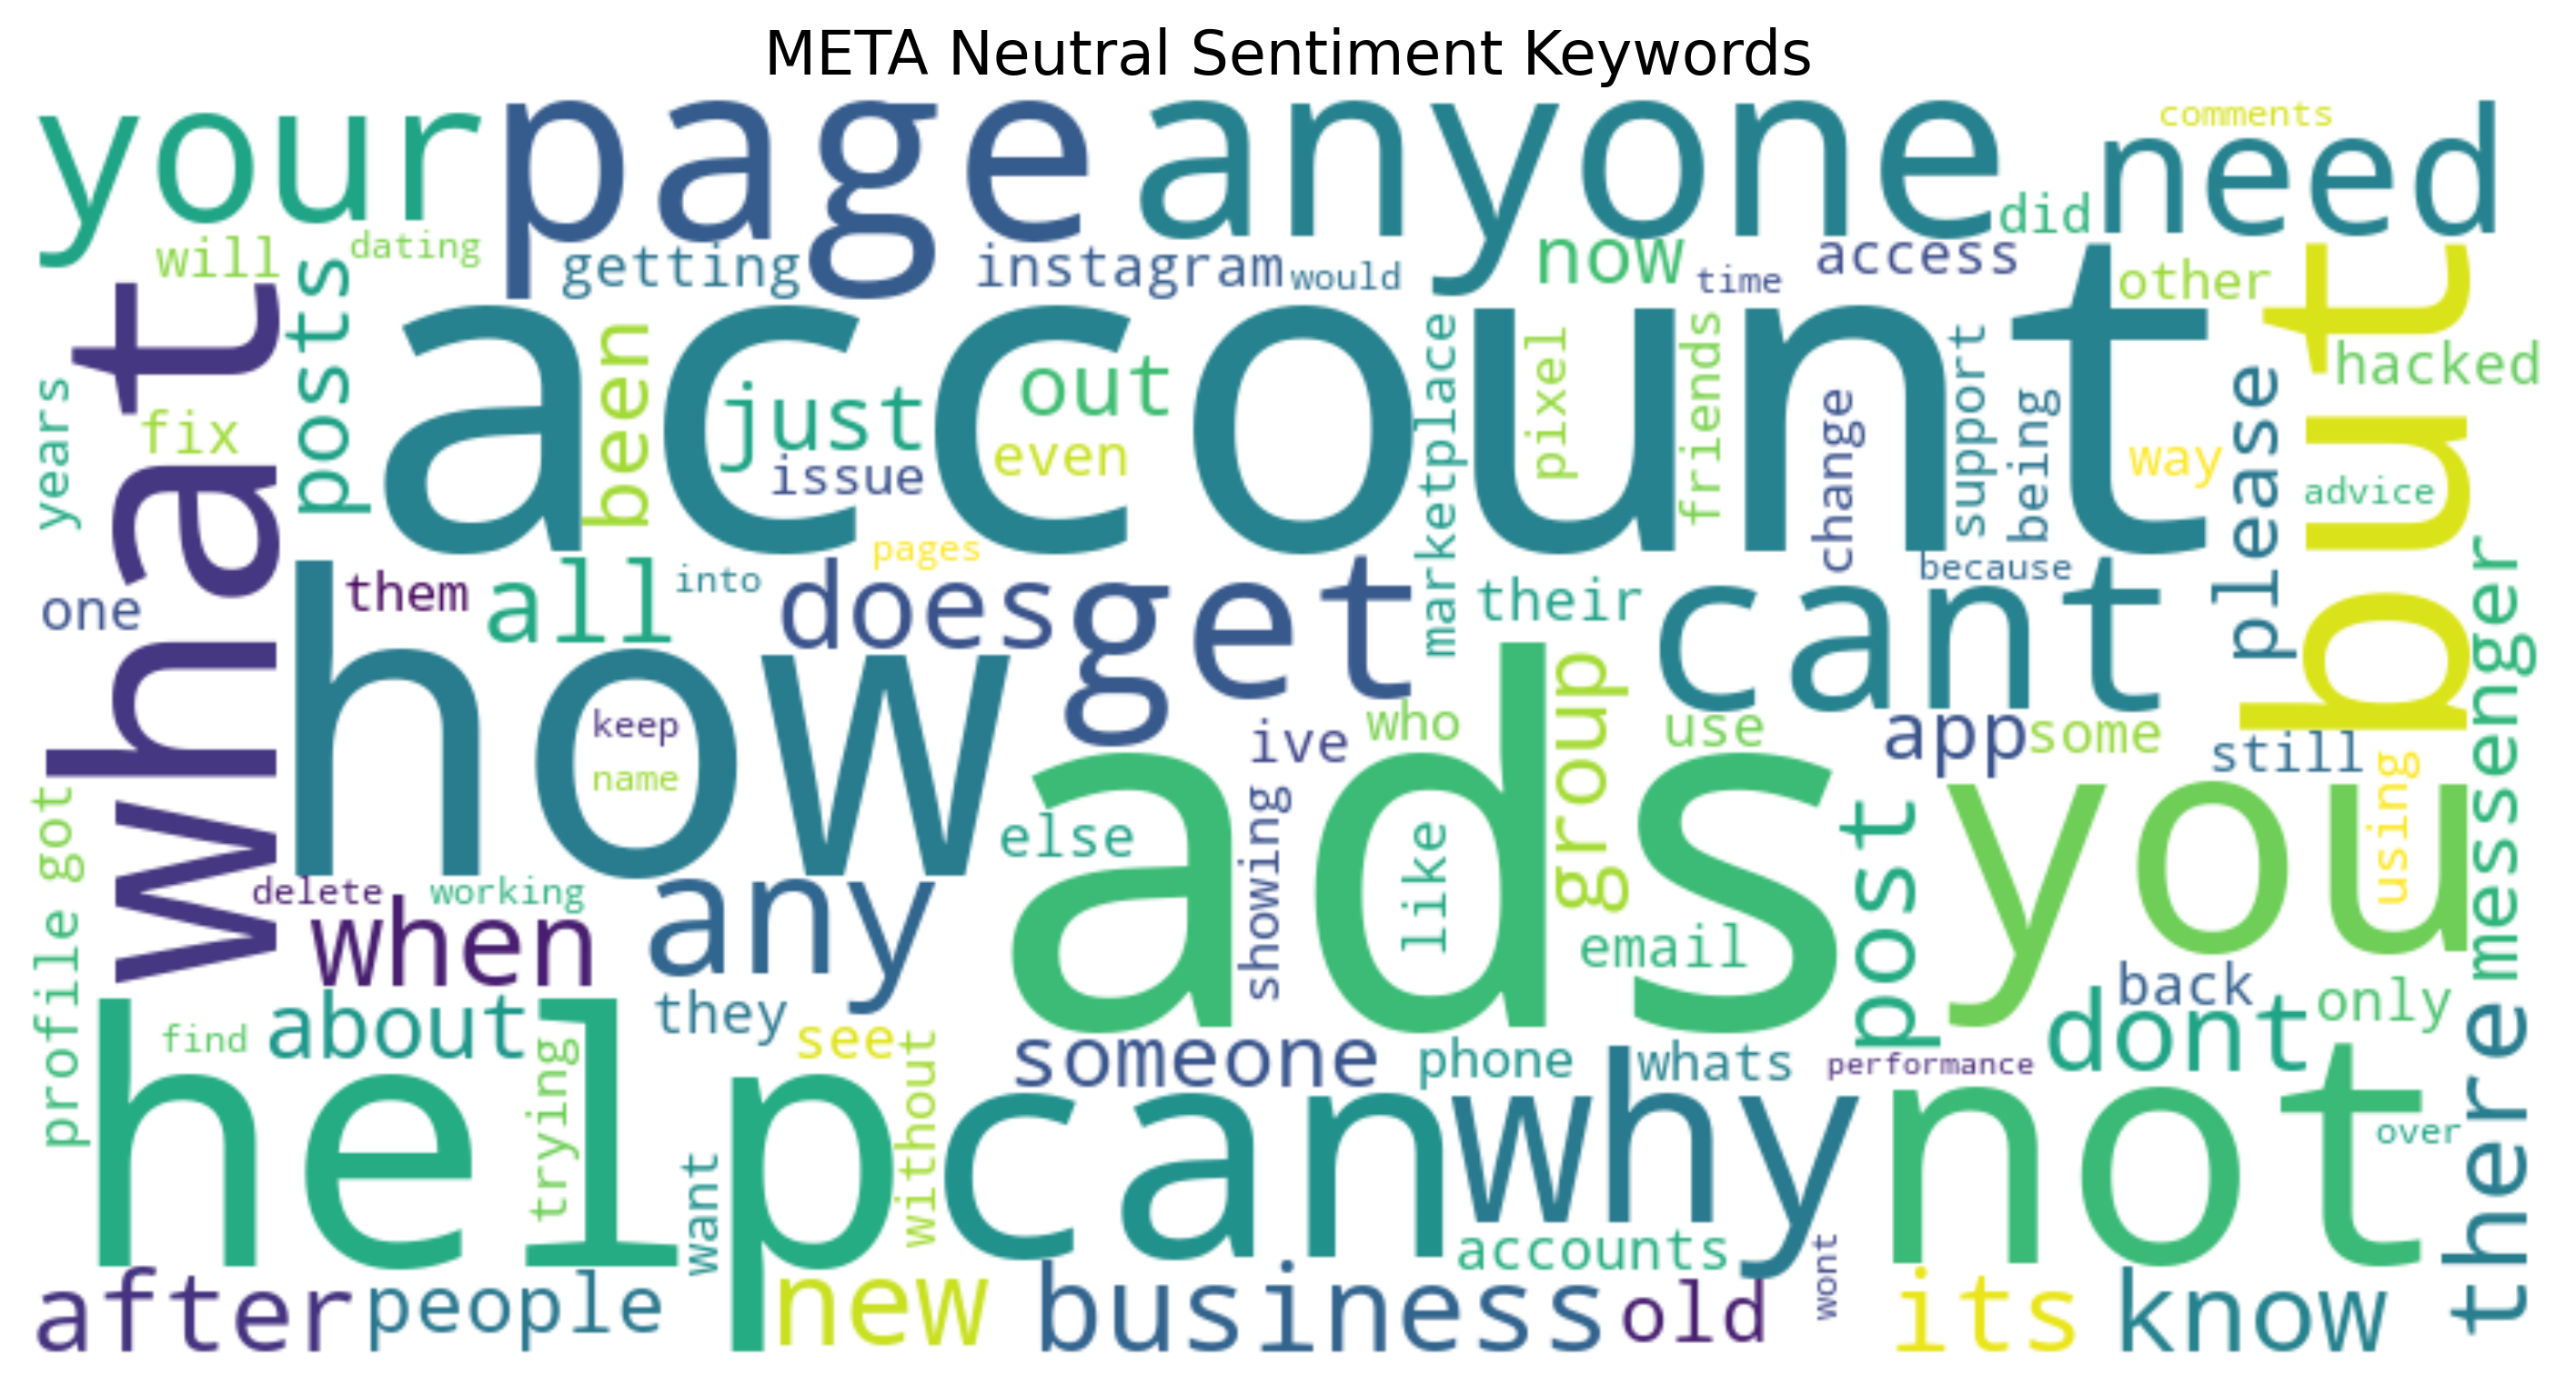 META Neutral Sentiment Keywords
your
page
anyone
need
comments
did
will
dating
getting
instagram
would
now
time
access
other
but
what
posts
account
been
just
out
issue
even
marketplace
pixel
friends
change
support
being
way
please
hacked
advice
years
fix
one
them
all
into
pages
does
get
their
cant
because
messenger
how
keep
name
ive
who
group
use
app
some
still
using
ads
you
else
showing
like
email
post
got
profile
delete
working
when
any
find
about
they
see
without
someone
phone
whats
performance
back
dont
only
there
help
trying
want
can
why
not
over
accounts
wont
after
people
new
business
old
its
know